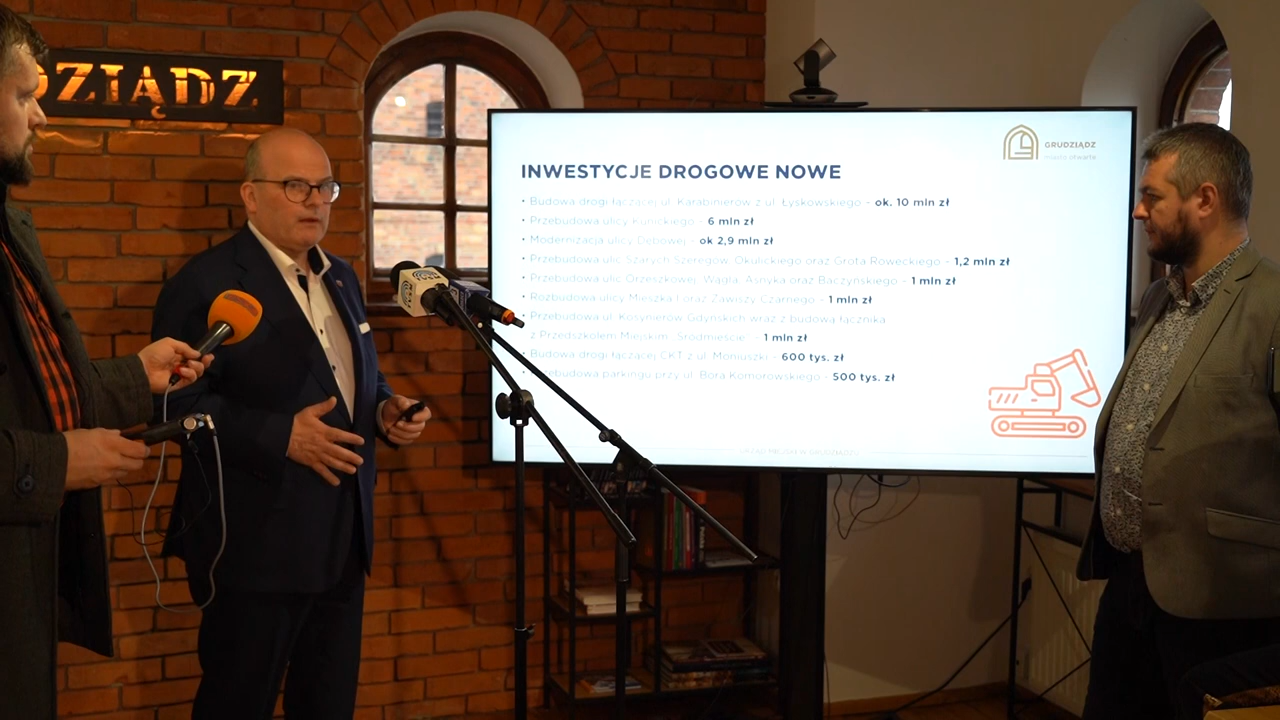 DZIĄDZ
GRUDZIĄDZ
miasto otwarte
INWESTYCJE DROGOWE NOWE
• Budowa drogi łączącej ul. Karabinierów z ul. Łyskowskiego - ok. 10 mln zł
• Przebudowa ulicy Kunickiego - 6 mln zł
• Modernizacja ulicy Dębowej - ok 2,9 mln zł
• Przebudowa ulic Szarych Szeregów, Okulickiego oraz Grota Roweckiego - 1,2 mln zł
• Przebudowa ulic Orzeszkowej, Wagla, Asnyka oraz Baczyńskiego - 1 mln zł
• Rozbudowa ulicy Mieszka I oraz Zawiszy Czarnego - 1 mln zł
• Przebudowa ul. Kosynierów Gdyńskich wraz z budową łącznika
z Przedszkolem Miejskim "Śródmieście" - 1 mln zł
• Budowa drogi łączącej CKT z ul. Moniuszki - 600 tys. zł
Przebudowa parkingu przy ul. Bora Komorowskiego - 500 tys. zł